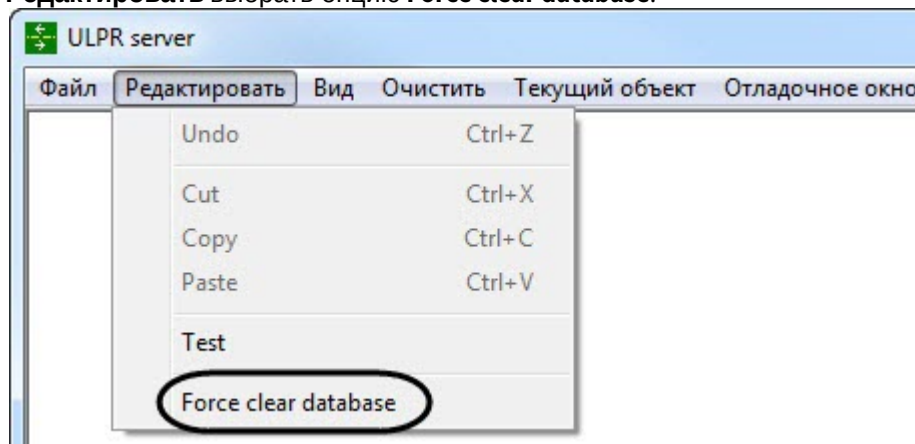 Редактировать выбрать опцию Force clear database.
ULPR server
Файл Редактировать Вид Очистить Текущий объект Отладочное окно
Undo Ctrl+Z
Cut Ctrl+X
Copy Ctrl+C
Paste Ctrl+V
Test
Force clear database